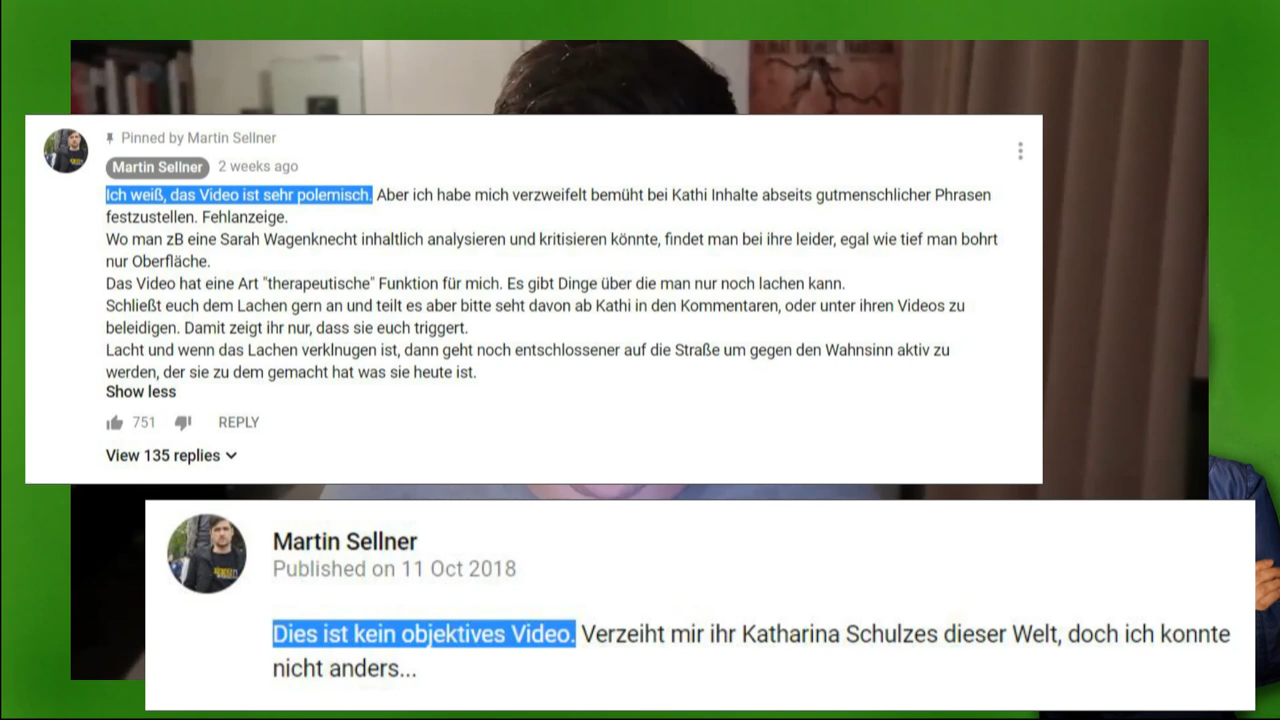 Pinned by Martin Sellner
Martin Sellner 2 weeks ago
Ich weiß, das Video ist sehr polemisch. Aber ich habe mich verzweifelt bemüht bei Kathi Inhalte abseits gutmenschlicher Phrasen
festzustellen. Fehlanzeige.
Wo man zB eine Sarah Wagenknecht inhaltlich analysieren und kritisieren könnte, findet man bei ihre leider, egal wie tief man bohrt
nur Oberfläche.
Das Video hat eine Art "therapeutische" Funktion für mich. Es gibt Dinge über die man nur noch lachen kann.
Schließt euch dem Lachen gern an und teilt es aber bitte seht davon ab Kathi in den Kommentaren, oder unter ihren Videos zu
beleidigen. Damit zeigt ihr nur, dass sie euch triggert.
Lacht und wenn das Lachen verklnugen ist, dann geht noch entschlossener auf die Straße um gegen den Wahnsinn aktiv zu
werden, der sie zu dem gemacht hat was sie heute ist.
Show less
751 REPLY
View 135 replies
Martin Sellner
Published on 11 Oct 2018
Dies ist kein objektives Video. Verzeiht mir ihr Katharina Schulzes dieser Welt, doch ich konnte
nicht anders...